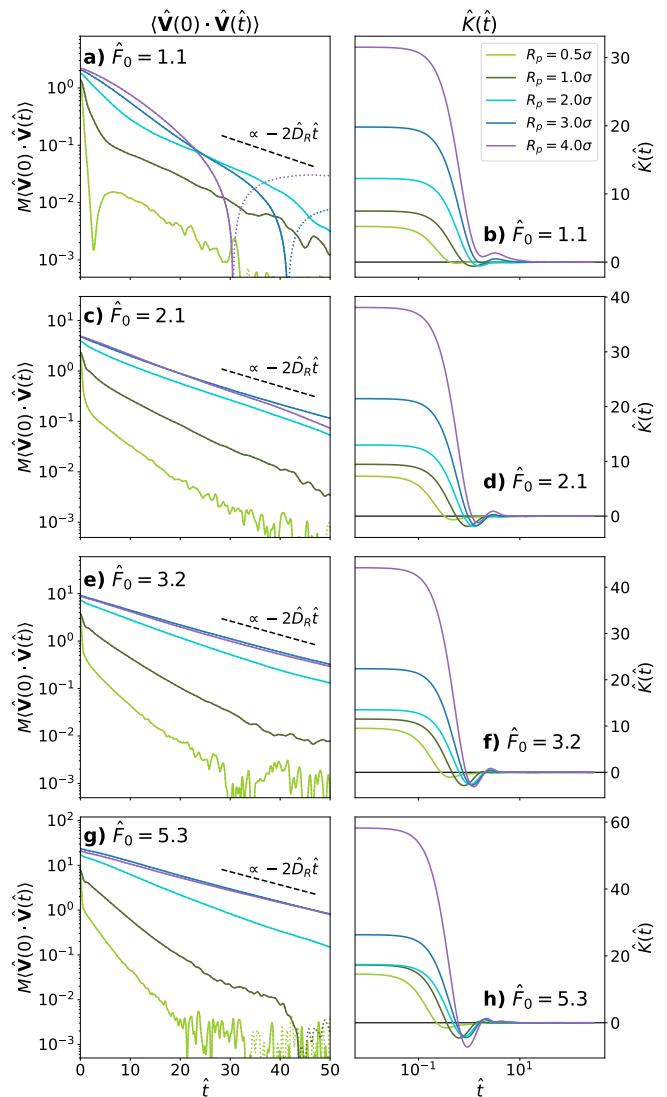 ⟨V̂(0) · V̂(t̂)⟩
K̂(t̂)
a) F̂₀ = 1.1
10⁰
10⁻¹
10⁻²
10⁻³
M⟨V̂(0) · V̂(t̂)⟩
∝ −2D̂_R t̂
R_p = 0.5σ
R_p = 1.0σ
R_p = 2.0σ
R_p = 3.0σ
R_p = 4.0σ
b) F̂₀ = 1.1
30
20
10
0
K̂(t̂)
c) F̂₀ = 2.1
10¹
10⁰
10⁻¹
10⁻²
10⁻³
M⟨V̂(0) · V̂(t̂)⟩
∝ −2D̂_R t̂
d) F̂₀ = 2.1
40
30
20
10
0
K̂(t̂)
e) F̂₀ = 3.2
10¹
10⁰
10⁻¹
10⁻²
10⁻³
M⟨V̂(0) · V̂(t̂)⟩
∝ −2D̂_R t̂
f) F̂₀ = 3.2
40
30
20
10
0
K̂(t̂)
g) F̂₀ = 5.3
10²
10¹
10⁰
10⁻¹
10⁻²
10⁻³
M⟨V̂(0) · V̂(t̂)⟩
∝ −2D̂_R t̂
0 10 20 30 40 50
t̂
h) F̂₀ = 5.3
60
40
20
0
K̂(t̂)
10⁻¹ 10¹
t̂